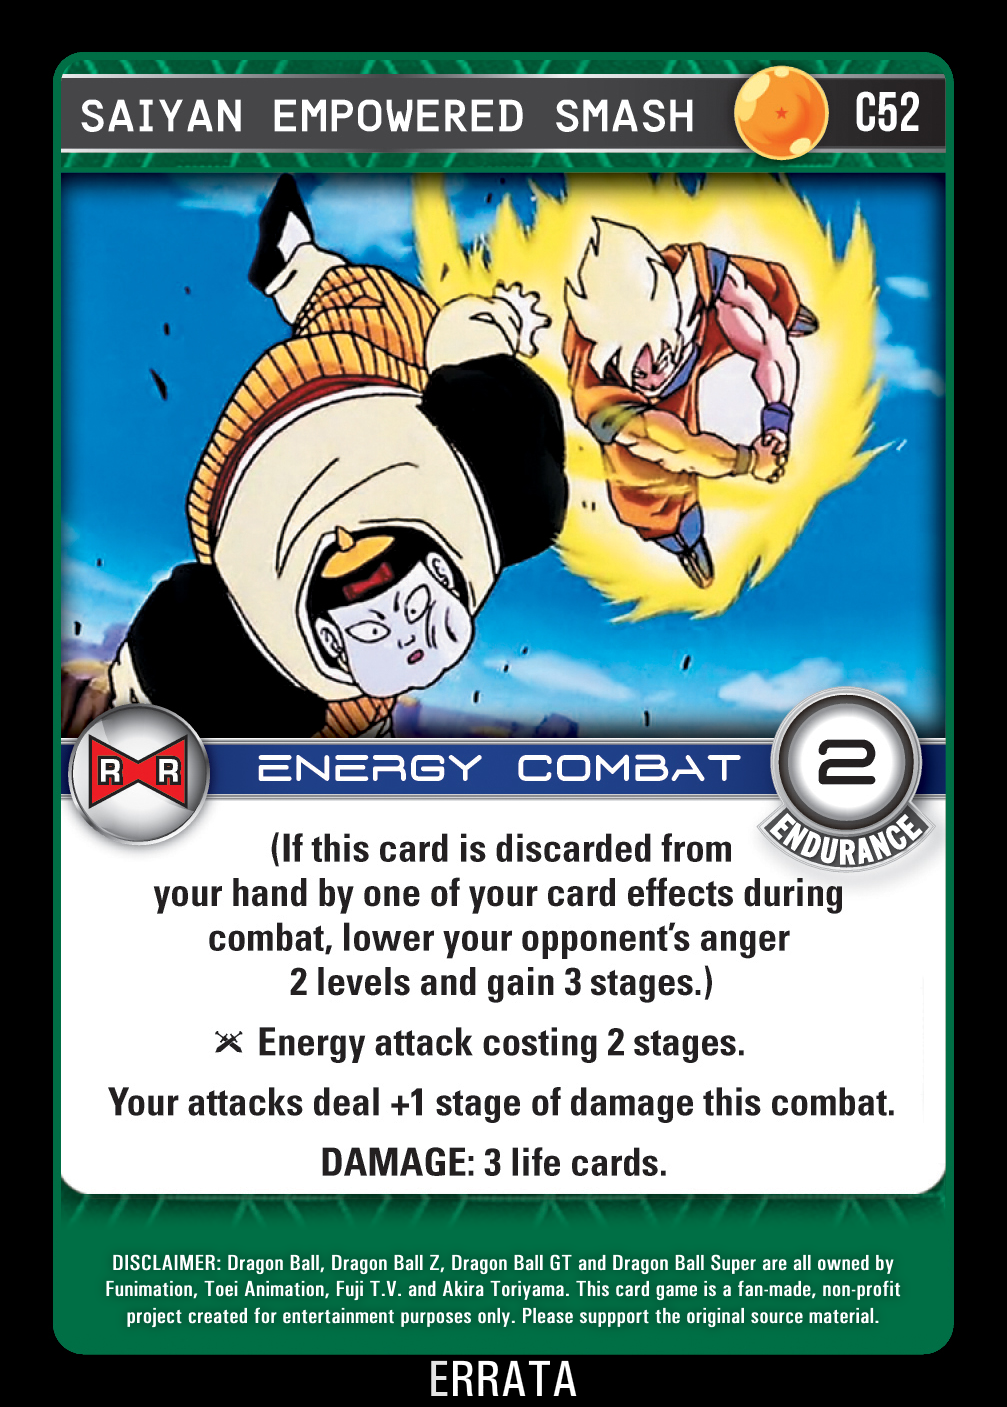 SAIYAN EMPOWERED SMASH C52
R R ENERGY COMBAT 2
ENDURANCE
(If this card is discarded from
your hand by one of your card effects during
combat, lower your opponent's anger
2 levels and gain 3 stages.)
Energy attack costing 2 stages.
Your attacks deal +1 stage of damage this combat.
DAMAGE: 3 life cards.
DISCLAIMER: Dragon Ball, Dragon Ball Z, Dragon Ball GT and Dragon Ball Super are all owned by
Funimation, Toei Animation, Fuji T.V. and Akira Toriyama. This card game is a fan-made, non-profit
project created for entertainment purposes only. Please suppport the original source material.
ERRATA